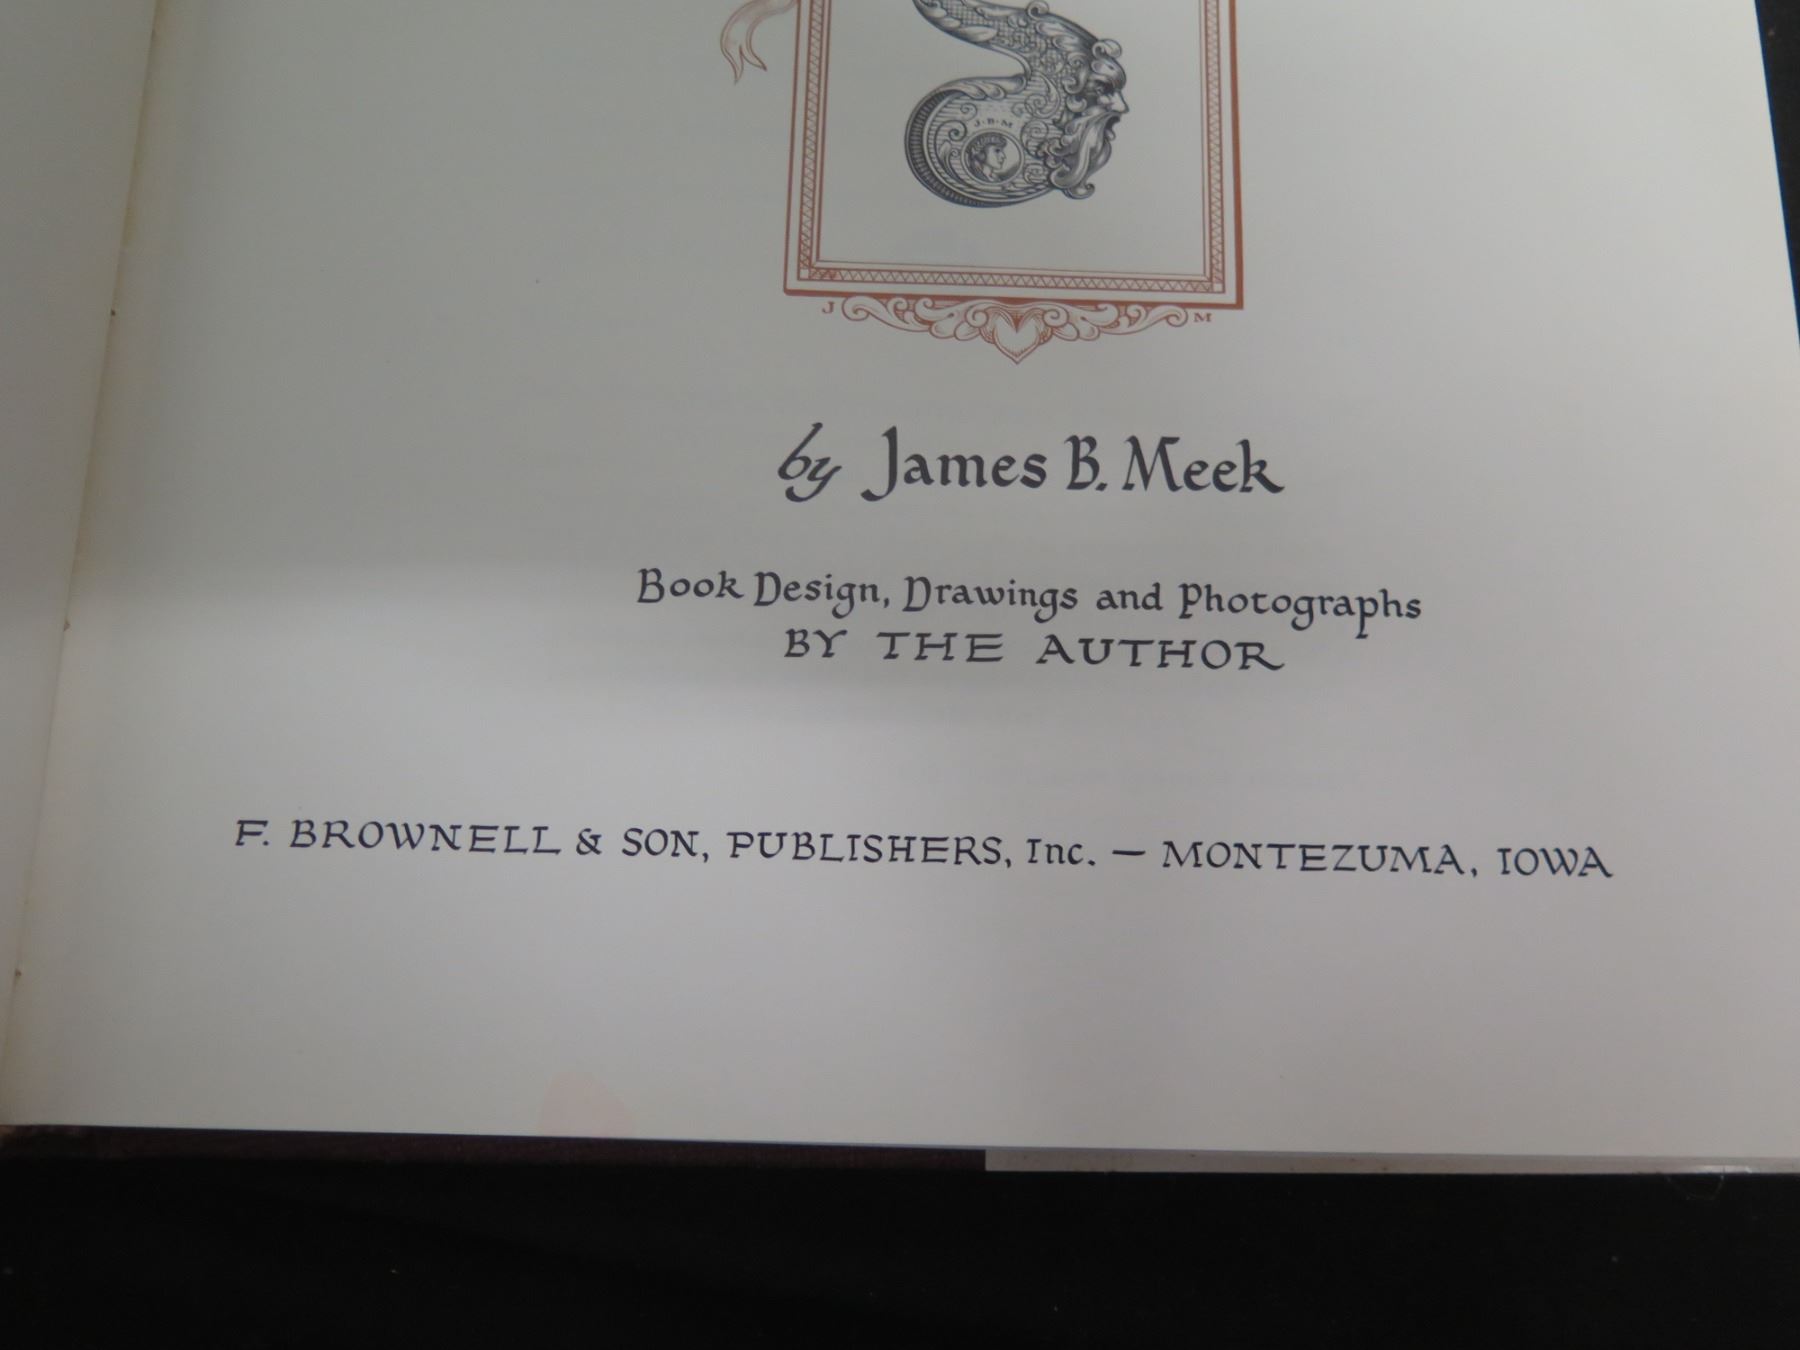 J·B·M
J M
by James B. Meek
Book Design, Drawings and Photographs
BY THE AUTHOR
F. BROWNELL & SON, PUBLISHERS, Inc. — MONTEZUMA, IOWA